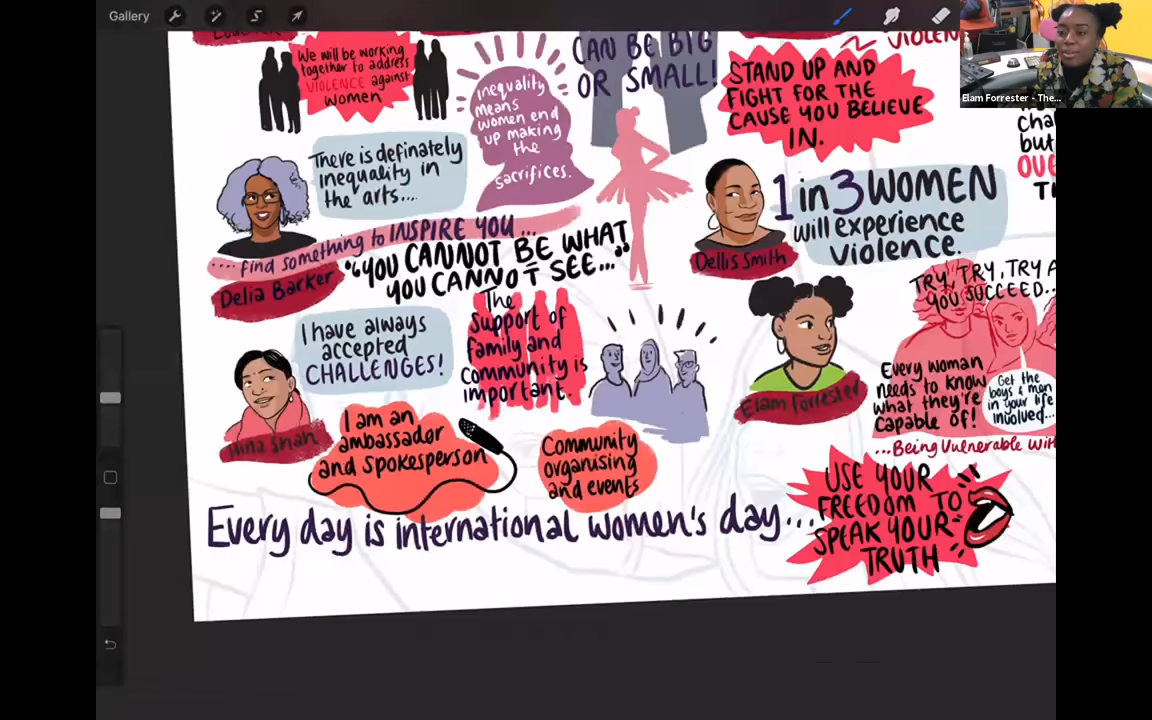 Gallery
We will be working
together to address
VIOLENCE against
women
inequality
means
women end
up making
the
sacrifices.
CAN BE BIG
OR SMALL!
STAND UP AND
FIGHT FOR THE
CAUSE YOU BELIEVE
IN.
Elam Forrester - The...
There is definately
inequality in
the arts....
....find something to INSPIRE YOU...
"YOU CANNOT BE WHAT
YOU CANNOT SEE..."
Delia Barker
1 in 3 WOMEN
will experience
violence.
Dellis Smith
I have always
accepted
CHALLENGES!
The
support of
family and
community is
important.
Hina Shah
I am an
ambassador
and spokesperson
Community
organising
and events
Elam Forrester
TRY, TRY, TRY A
YOU SUCCEED..
Every woman
needs to know
what they're
capable of!
Get the
boys & men
in your life
involved...
...Being Vulnerable with
USE YOUR
FREEDOM TO
SPEAK YOUR
TRUTH
Every day is international women's day...